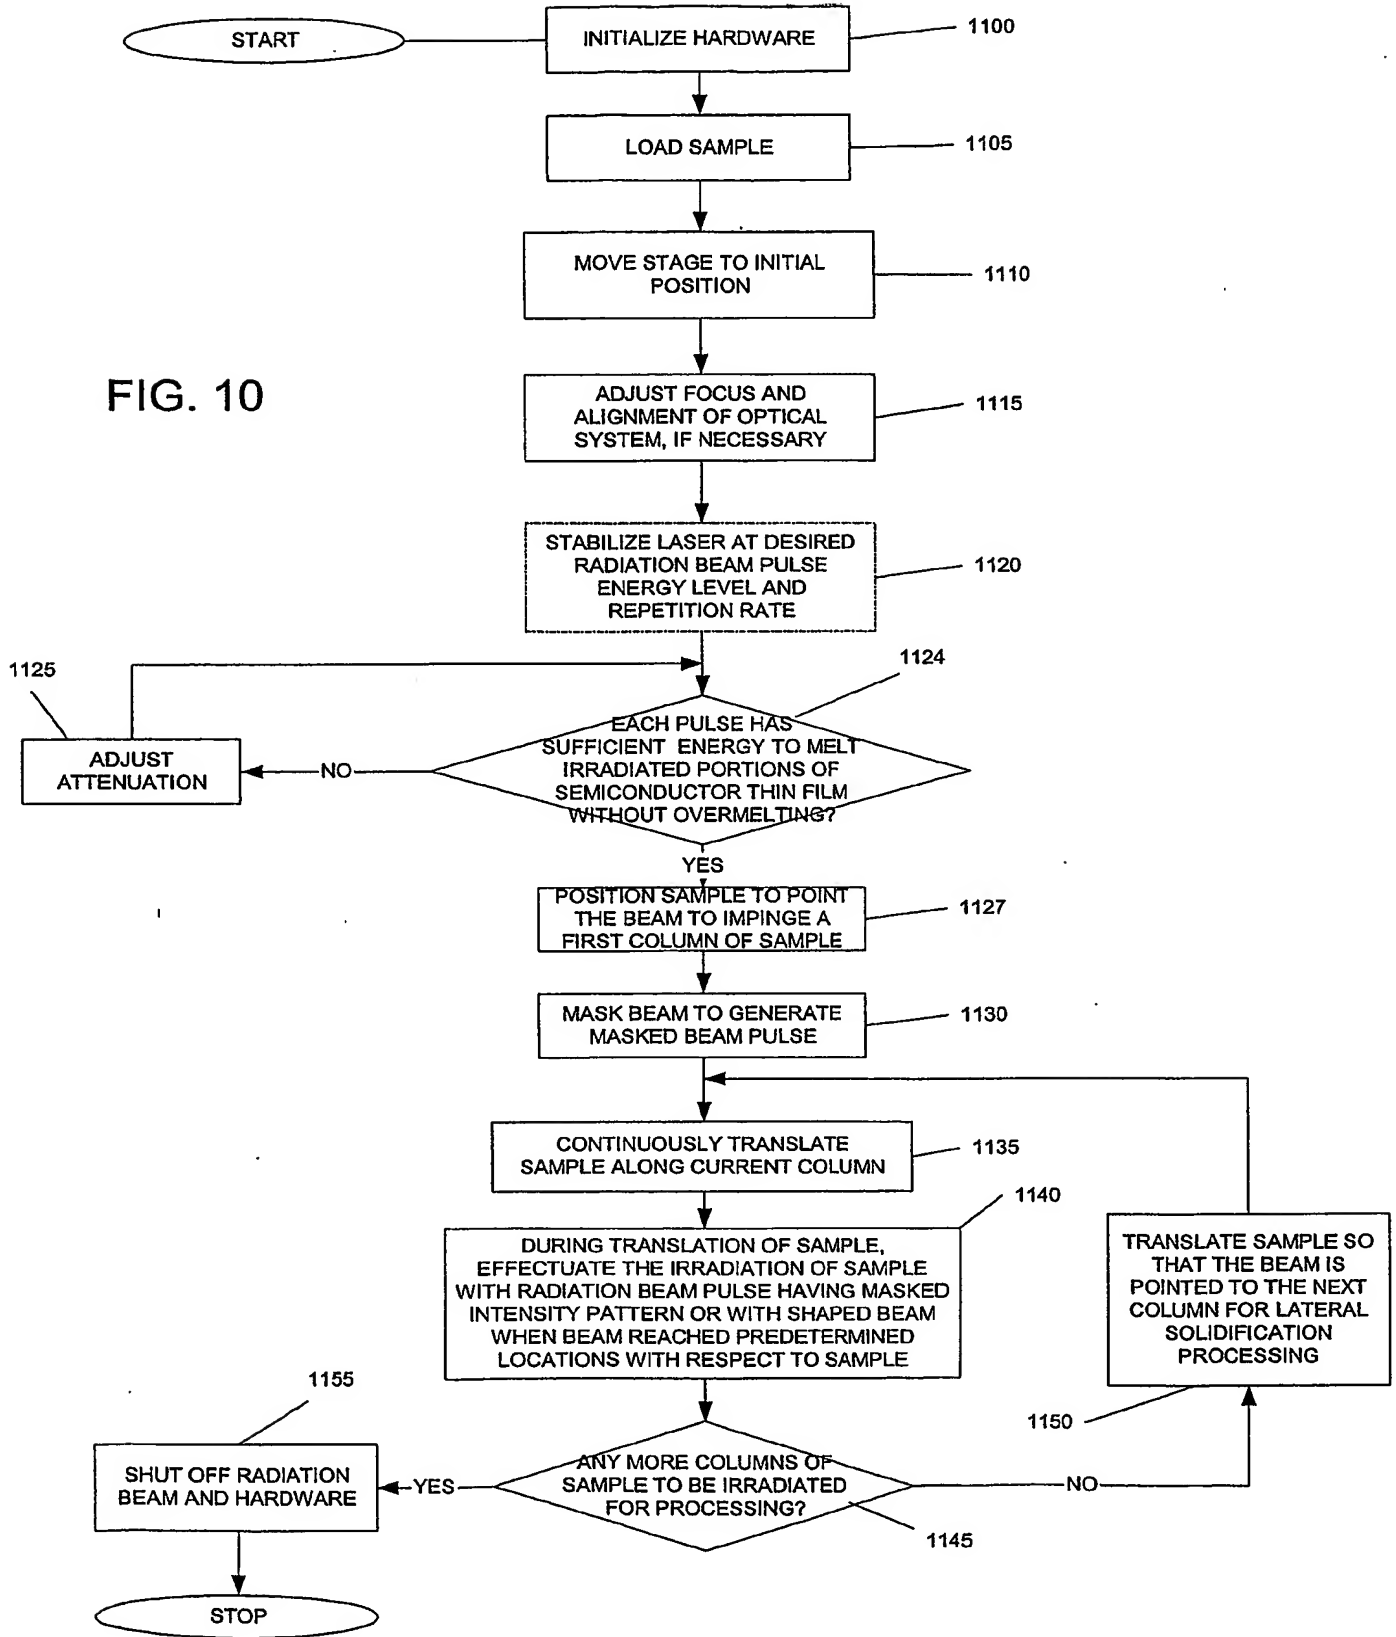 START
INITIALIZE HARDWARE
1100
LOAD SAMPLE
1105
MOVE STAGE TO INITIAL
POSITION
1110
FIG. 10
ADJUST FOCUS AND
ALIGNMENT OF OPTICAL
SYSTEM, IF NECESSARY
1115
STABILIZE LASER AT DESIRED
RADIATION BEAM PULSE
ENERGY LEVEL AND
REPETITION RATE
1120
1125
ADJUST
ATTENUATION
NO
1124
EACH PULSE HAS
SUFFICIENT ENERGY TO MELT
IRRADIATED PORTIONS OF
SEMICONDUCTOR THIN FILM
WITHOUT OVERMELTING?
YES
POSITION SAMPLE TO POINT
THE BEAM TO IMPINGE A
FIRST COLUMN OF SAMPLE
1127
MASK BEAM TO GENERATE
MASKED BEAM PULSE
1130
CONTINUOUSLY TRANSLATE
SAMPLE ALONG CURRENT COLUMN
1135
1140
DURING TRANSLATION OF SAMPLE,
EFFECTUATE THE IRRADIATION OF SAMPLE
WITH RADIATION BEAM PULSE HAVING MASKED
INTENSITY PATTERN OR WITH SHAPED BEAM
WHEN BEAM REACHED PREDETERMINED
LOCATIONS WITH RESPECT TO SAMPLE
TRANSLATE SAMPLE SO
THAT THE BEAM IS
POINTED TO THE NEXT
COLUMN FOR LATERAL
SOLIDIFICATION
PROCESSING
1150
1155
SHUT OFF RADIATION
BEAM AND HARDWARE
YES
ANY MORE COLUMNS OF
SAMPLE TO BE IRRADIATED
FOR PROCESSING?
NO
1145
STOP